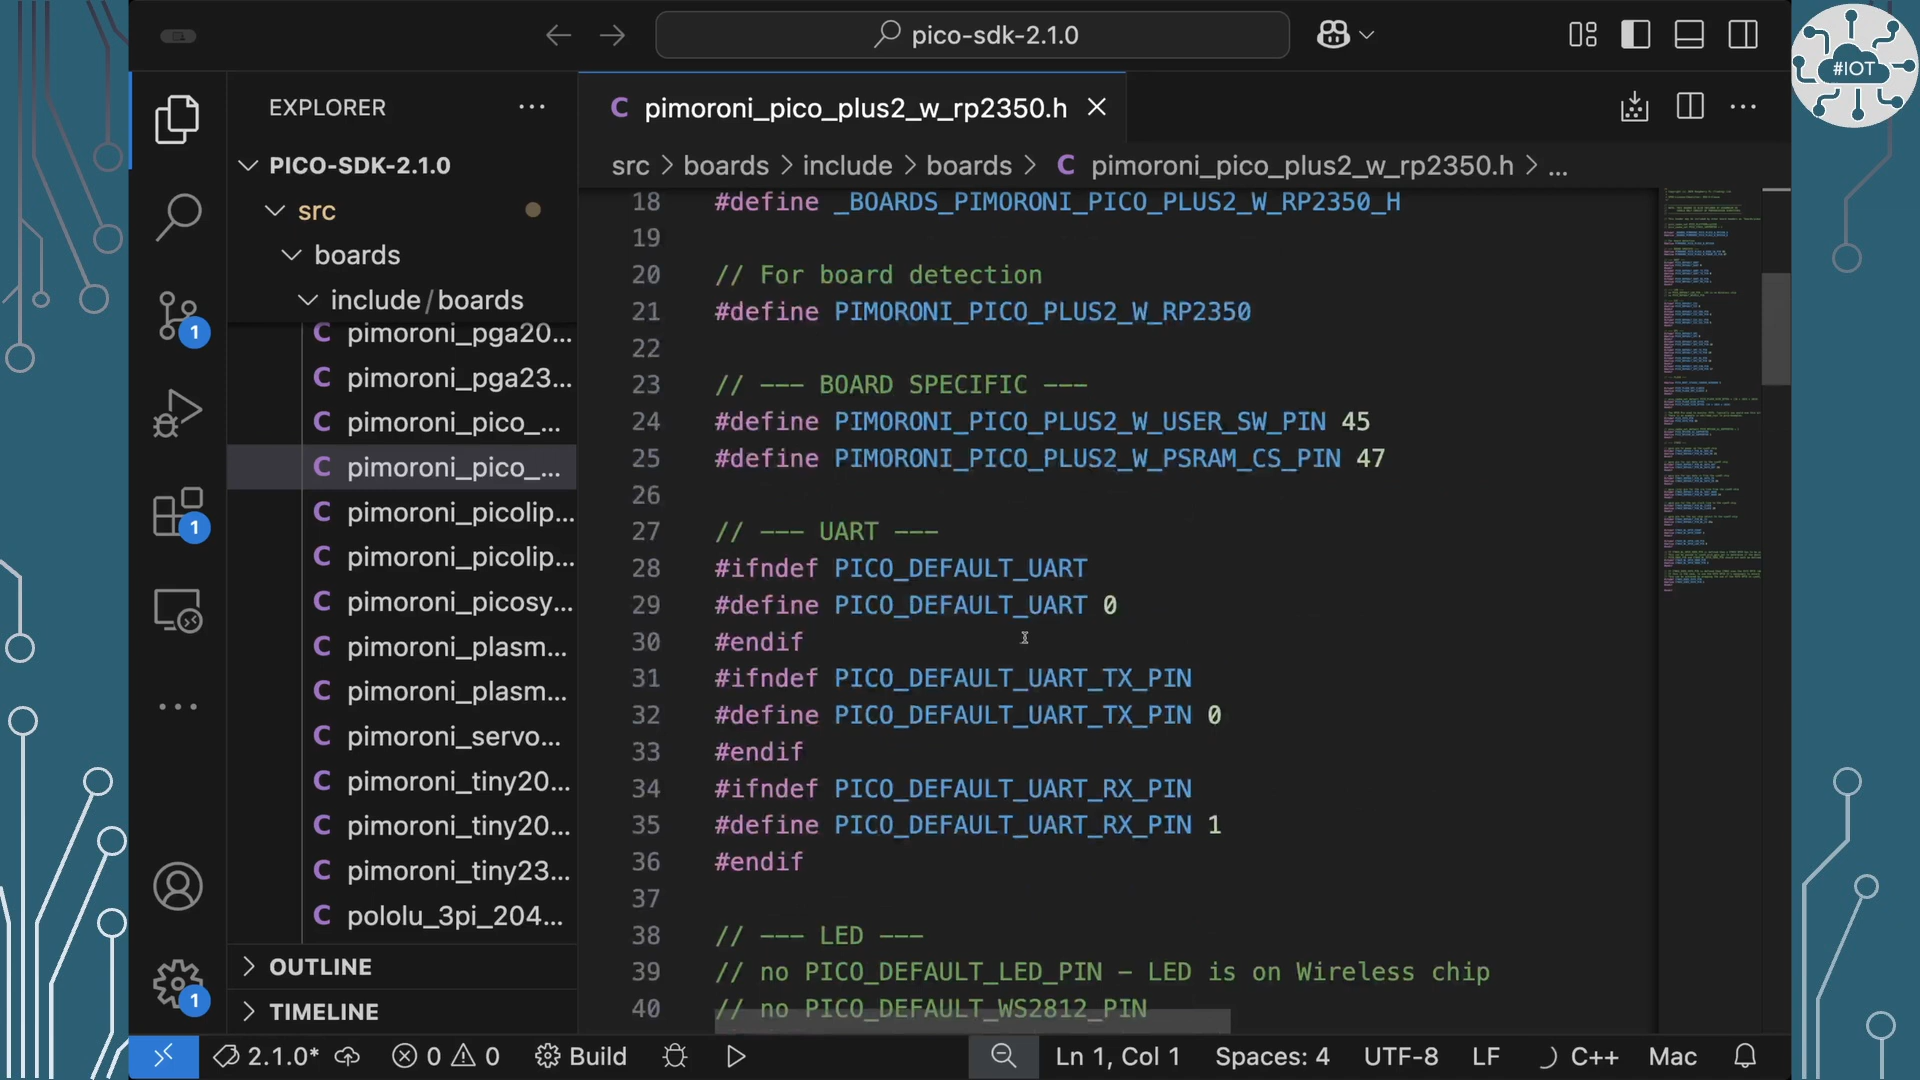 pico-sdk-2.1.0
#IOT
EXPLORER
pimoroni_pico_plus2_w_rp2350.h
PICO-SDK-2.1.0
src > boards > include > boards > C pimoroni_pico_plus2_w_rp2350.h > ...
src
boards
include/boards
C pimoroni_pga20...
C pimoroni_pga23...
C pimoroni_pico_...
C pimoroni_pico_...
C pimoroni_picolip...
C pimoroni_picolip...
C pimoroni_picosy...
C pimoroni_plasm...
C pimoroni_plasm...
C pimoroni_servo...
C pimoroni_tiny20...
C pimoroni_tiny20...
C pimoroni_tiny23...
C pololu_3pi_204...
OUTLINE
TIMELINE
1
1
1
18 #define _BOARDS_PIMORONI_PICO_PLUS2_W_RP2350_H
19
20 // For board detection
21 #define PIMORONI_PICO_PLUS2_W_RP2350
22
23 // --- BOARD SPECIFIC ---
24 #define PIMORONI_PICO_PLUS2_W_USER_SW_PIN 45
25 #define PIMORONI_PICO_PLUS2_W_PSRAM_CS_PIN 47
26
27 // --- UART ---
28 #ifndef PICO_DEFAULT_UART
29 #define PICO_DEFAULT_UART 0
30 #endif
31 #ifndef PICO_DEFAULT_UART_TX_PIN
32 #define PICO_DEFAULT_UART_TX_PIN 0
33 #endif
34 #ifndef PICO_DEFAULT_UART_RX_PIN
35 #define PICO_DEFAULT_UART_RX_PIN 1
36 #endif
37
38 // --- LED ---
39 // no PICO_DEFAULT_LED_PIN - LED is on Wireless chip
40 // no PICO_DEFAULT_WS2812_PIN
2.1.0* 0 0 Build Ln 1, Col 1 Spaces: 4 UTF-8 LF C++ Mac